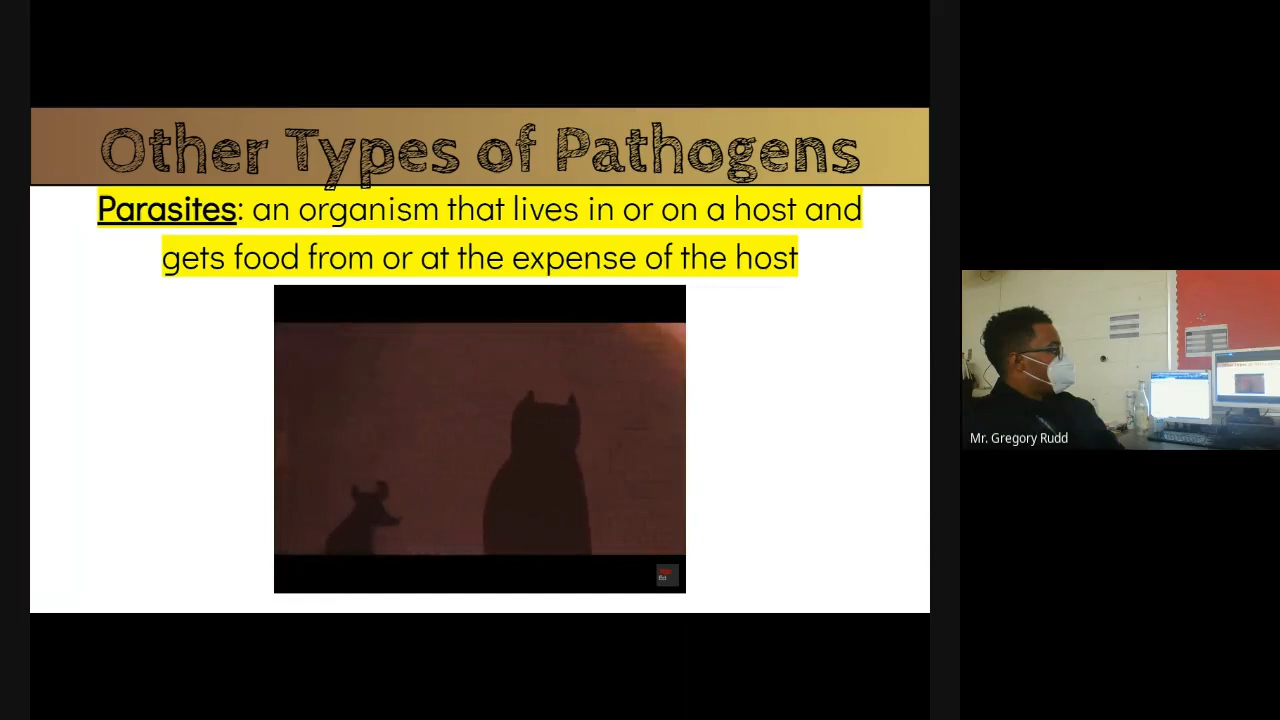 Other Types of Pathogens
Parasites: an organism that lives in or on a host and
gets food from or at the expense of the host
Mr. Gregory Rudd